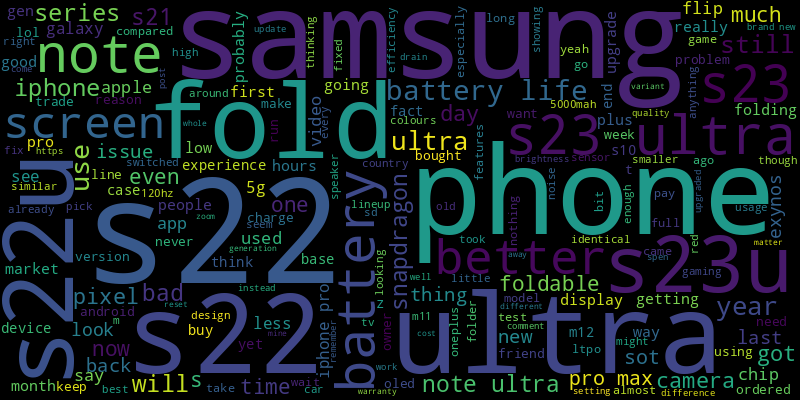 gen series s21 samsung flip much
lol note galaxy compared probably high update thinking fixed efficiency long especially showing yeah go upgrade really game brand new still
right good iphone apple post come around first going drain battery life end problem anything variant s23
trade reason fold make video every fact day 5000mah want plus folding quality
screen whole low run colours features s23 ultra week s10 smaller ago though
fix https pro issue switched experience hours ultra bought brightness sensor t
see use line even 5g speaker country phone exynos
similar case 120hz people one lineup snapdragon old noise nothing bit enough pay upgraded usage
already pick app zoom charge sd took identical full red matter
s22u s22 never seem used base battery looking better came spen gaming s23u
market version generation think well away
pixel bad instead Z little foldable
device android reset iphone pro thing folder model display getting year
look m design less owner tv m11 oneplus test different new m12 way need
now back buy mine yet remember cost comment friend ltpo might sot last using got
s22 ultra
say will s time wait work oled note ultra pro max camera chip
month keep best take car warranty setting almost difference ordered